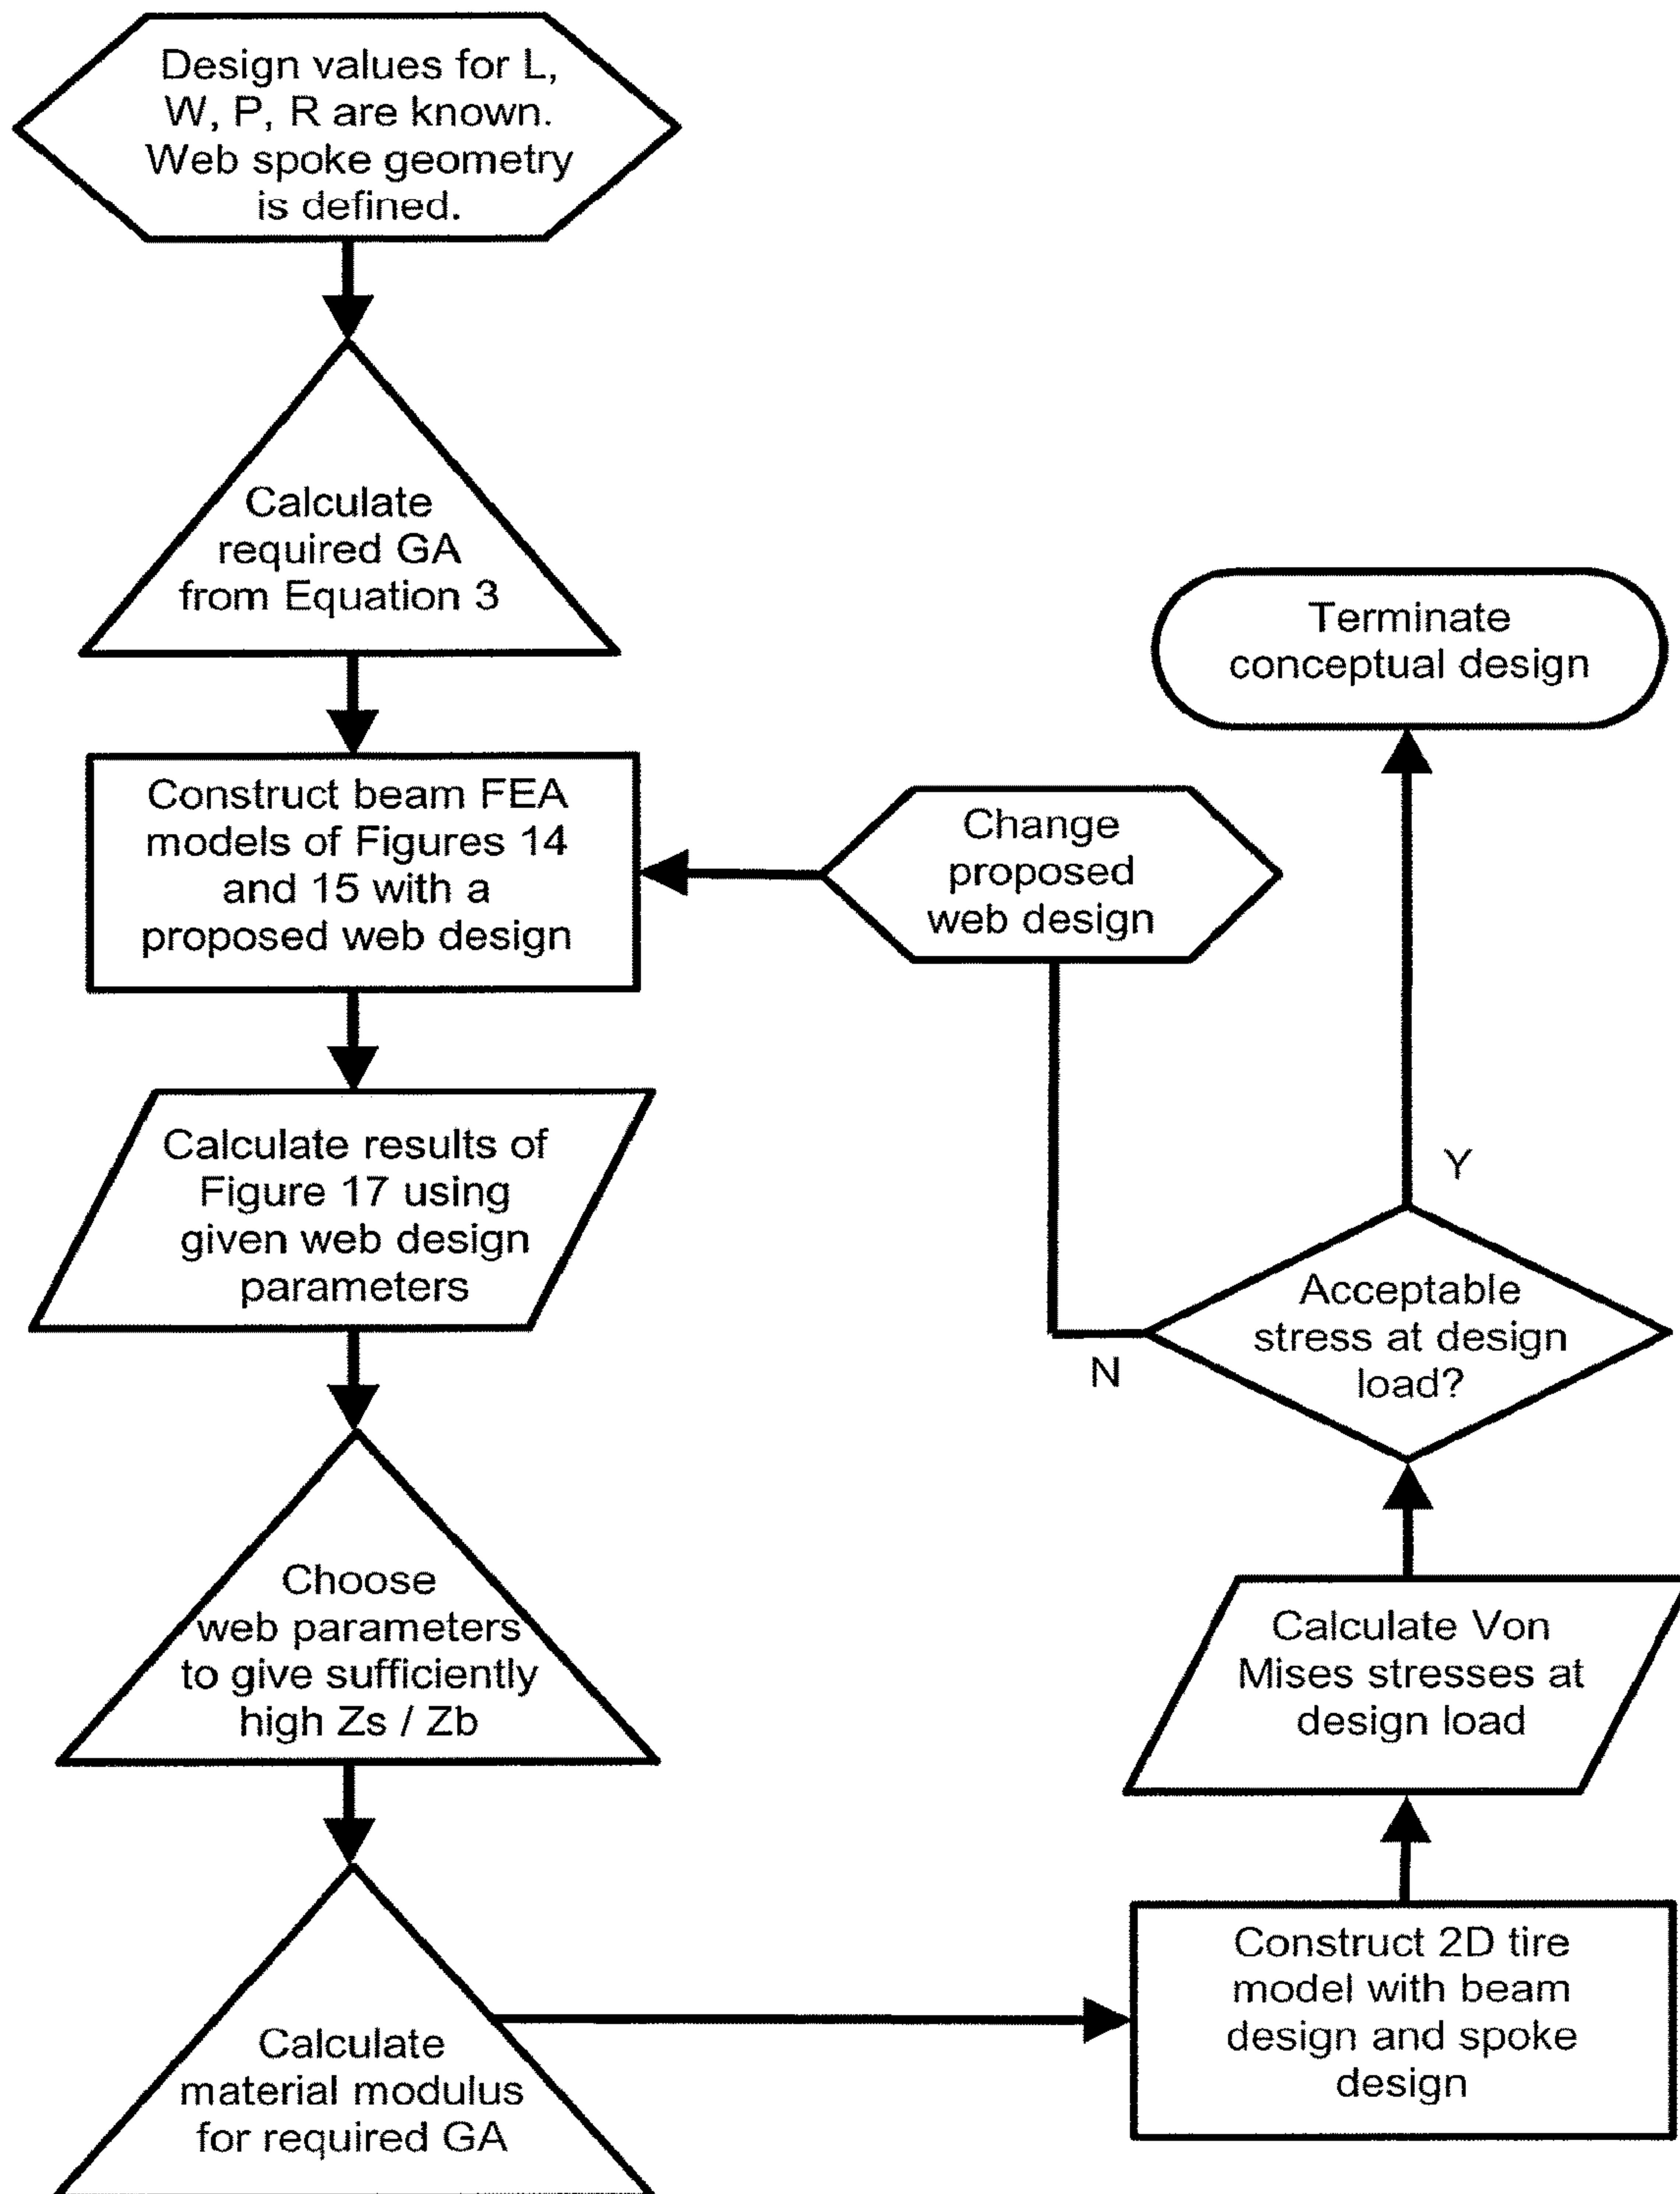 Design values for L,
W, P, R are known.
Web spoke geometry
is defined.
Calculate
required GA
from Equation 3
Construct beam FEA
models of Figures 14
and 15 with a
proposed web design
Calculate results of
Figure 17 using
given web design
parameters
Choose
web parameters
to give sufficiently
high Zs / Zb
Calculate
material modulus
for required GA
Construct 2D tire
model with beam
design and spoke
design
Calculate Von
Mises stresses at
design load
Acceptable
stress at design
load?
N
Y
Change
proposed
web design
Terminate
conceptual design